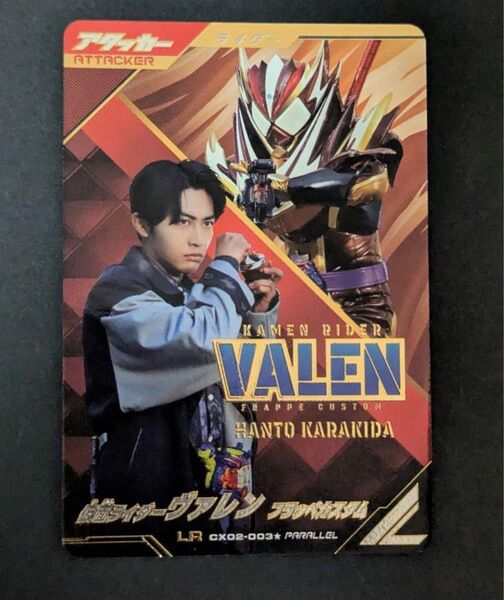 アタッカー
ATTACKER
ライダー
KAMEN RIDER
VALEN
FRAPPE CUSTOM
HANTO KARAKIDA
仮面ライダーヴァレン フラッペカスタム
LR CX02-003★ PARALLEL